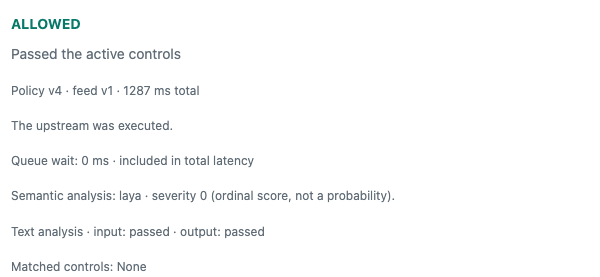 ALLOWED
Passed the active controls
Policy v4 · feed v1 · 1287 ms total
The upstream was executed.
Queue wait: 0 ms · included in total latency
Semantic analysis: laya · severity 0 (ordinal score, not a probability).
Text analysis · input: passed · output: passed
Matched controls: None